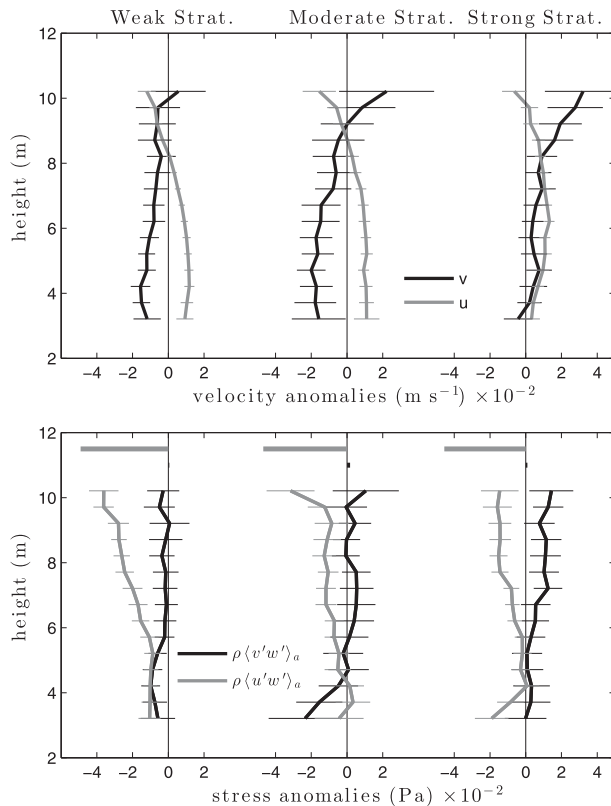 Weak Strat. Moderate Strat. Strong Strat.
12
10
8
6
4
2
height (m)
v
u
−4 −2 0 2 −4 −2 0 2 4 −4 −2 0 2 4
velocity anomalies (m s⁻¹) ×10⁻²
12
10
8
6
4
2
height (m)
ρ⟨v′w′⟩ₐ
ρ⟨u′w′⟩ₐ
−4 −2 0 2 −4 −2 0 2 4 −4 −2 0 2 4
stress anomalies (Pa) ×10⁻²